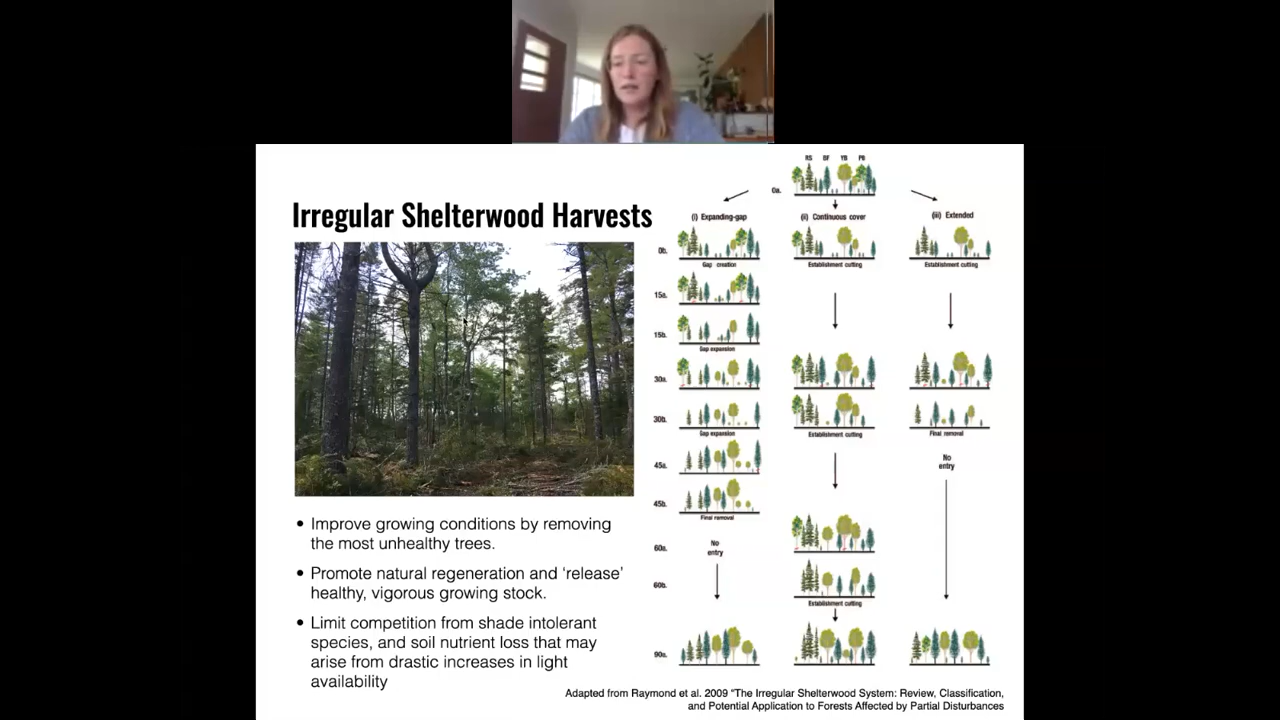 Irregular Shelterwood Harvests
• Improve growing conditions by removing
the most unhealthy trees.
• Promote natural regeneration and ‘release’
healthy, vigorous growing stock.
• Limit competition from shade intolerant
species, and soil nutrient loss that may
arise from drastic increases in light
availability
RS BF YB PB
0a.
(i) Expanding-gap (ii) Continuous cover (iii) Extended
0b.
Gap creation Establishment cutting Establishment cutting
15a.
15b.
Gap expansion
30a.
30b.
Gap expansion Establishment cutting Final removal
45a.
No
entry
45b.
Final removal
No
entry
60a.
60b.
Establishment cutting
90a.
Adapted from Raymond et al. 2009 “The Irregular Shelterwood System: Review, Classification,
and Potential Application to Forests Affected by Partial Disturbances